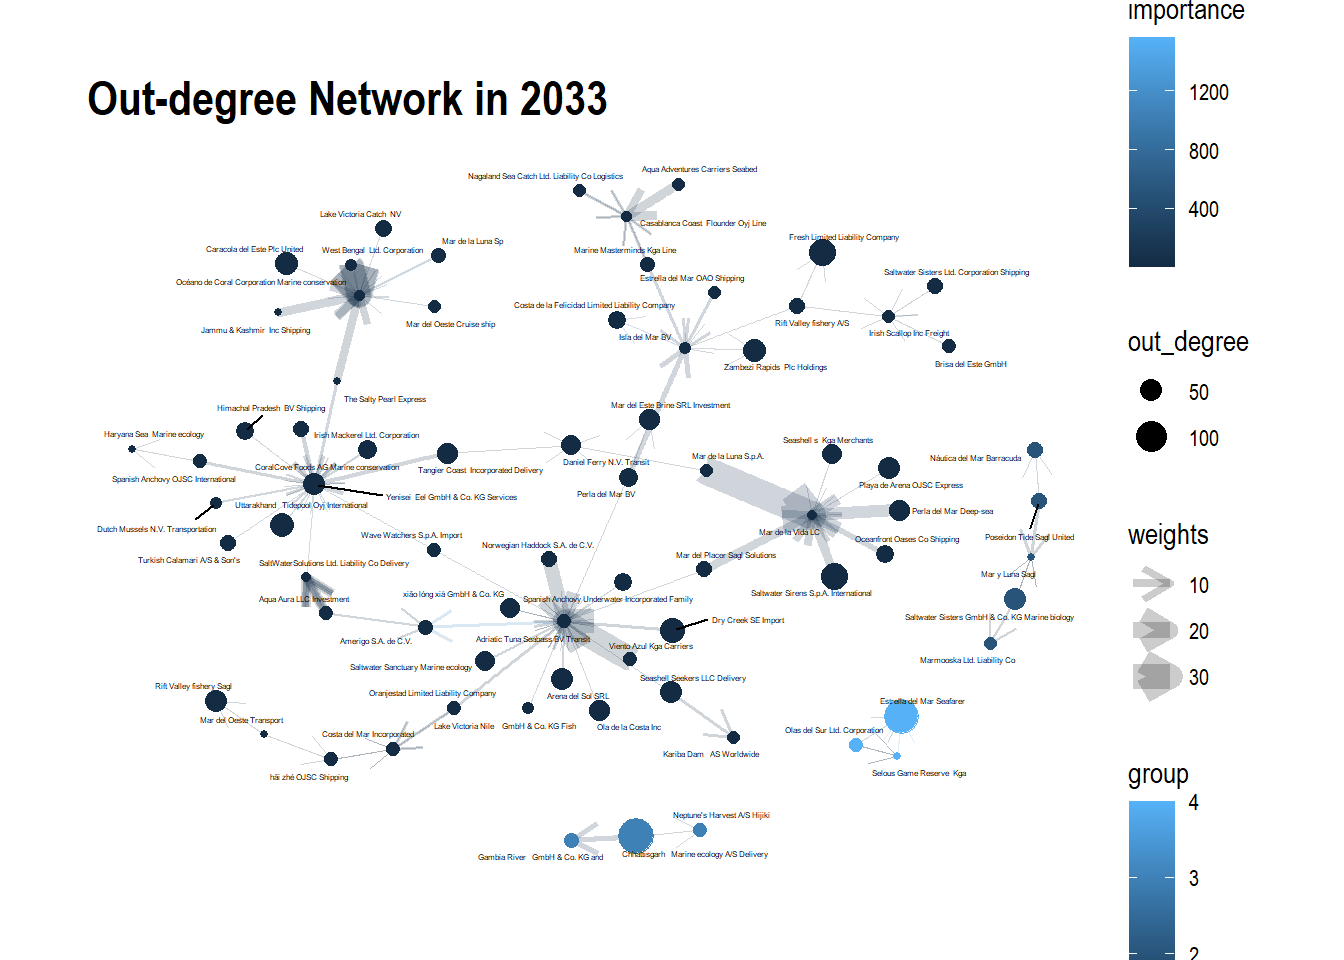 importance
1200
800
400
Out-degree Network in 2033
Aqua Adventures Carriers Seabed
Nagaland Sea Catch Ltd. Liability Co Logistics
Lake Victoria Catch  NV
Casablanca Coast  Flounder Oyj Line
Mar de la Luna Sp
Fresh Limited Liability Company
Caracola del Este Plc United
West Bengal  Ltd. Corporation
Marine Masterminds Kga Line
Saltwater Sisters Ltd. Corporation Shipping
Estrella del Mar OAO Shipping
Océano de Coral Corporation Marine conservation
Costa de la Felicidad Limited Liability Company
Jammu & Kashmir  Inc Shipping
Mar del Oeste Cruise ship
Rift Valley fishery A/S
Irish Scallop Inc Freight
Isla del Mar BV
Zambezi Rapids  Plc Holdings
Brisa del Este GmbH
The Salty Pearl Express
Himachal Pradesh  BV Shipping
Mar del Este Brine SRL Investment
Haryana Sea  Marine ecology
Irish Mackerel Ltd. Corporation
Seashell s  Kga Merchants
Náutica del Mar Barracuda
Mar de la Luna S.p.A.
Daniel Ferry N.V. Transit
CoralCove Foods AG Marine conservation
Tangier Coast  Incorporated Delivery
Spanish Anchovy OJSC International
Playa de Arena OJSC Express
Perla del Mar BV
Yenisei  Eel GmbH & Co. KG Services
Uttarakhand  Tidepool Oyj International
Perla del Mar Deep-sea
Dutch Mussels N.V. Transportation
Wave Watchers S.p.A. Import
Mar de la Vida LC
Oceanfront Oases Co Shipping
Poseidon Tide Sagl United
Norwegian Haddock S.A. de C.V.
Mar del Placer Sagl Solutions
Turkish Calamari A/S & Son's
SaltWaterSolutions Ltd. Liability Co Delivery
Mar y Luna Sagl
xiāo lóng xiā GmbH & Co. KG
Saltwater Sirens S.p.A. International
Aqua Aura LLC Investment
Spanish Anchovy Underwater Incorporated Family
Saltwater Sisters GmbH & Co. KG Marine biology
Dry Creek SE Import
Amerigo S.A. de C.V.
Adriatic Tuna Seabass BV Transit
Viento Azul Kga Carriers
Marmooska Ltd. Liability Co
Saltwater Sanctuary Marine ecology
Seashell Seekers LLC Delivery
Rift Valley fishery Sagl
Oranjestad Limited Liability Company
Arena del Sol SRL
Estrella del Mar Seafarer
Mar del Oeste Transport
Lake Victoria Nile
GmbH & Co. KG Fish
Ola de la Costa Inc
Olas del Sur Ltd. Corporation
Costa del Mar Incorporated
Kariba Dam   AS Worldwide
hǎi zhé OJSC Shipping
Selous Game Reserve  Kga
Neptune's Harvest A/S Hijiki
Gambia River   GmbH & Co. KG and
Chhattisgarh   Marine ecology A/S Delivery
out_degree
50
100
weights
10
20
30
group
4
3
2